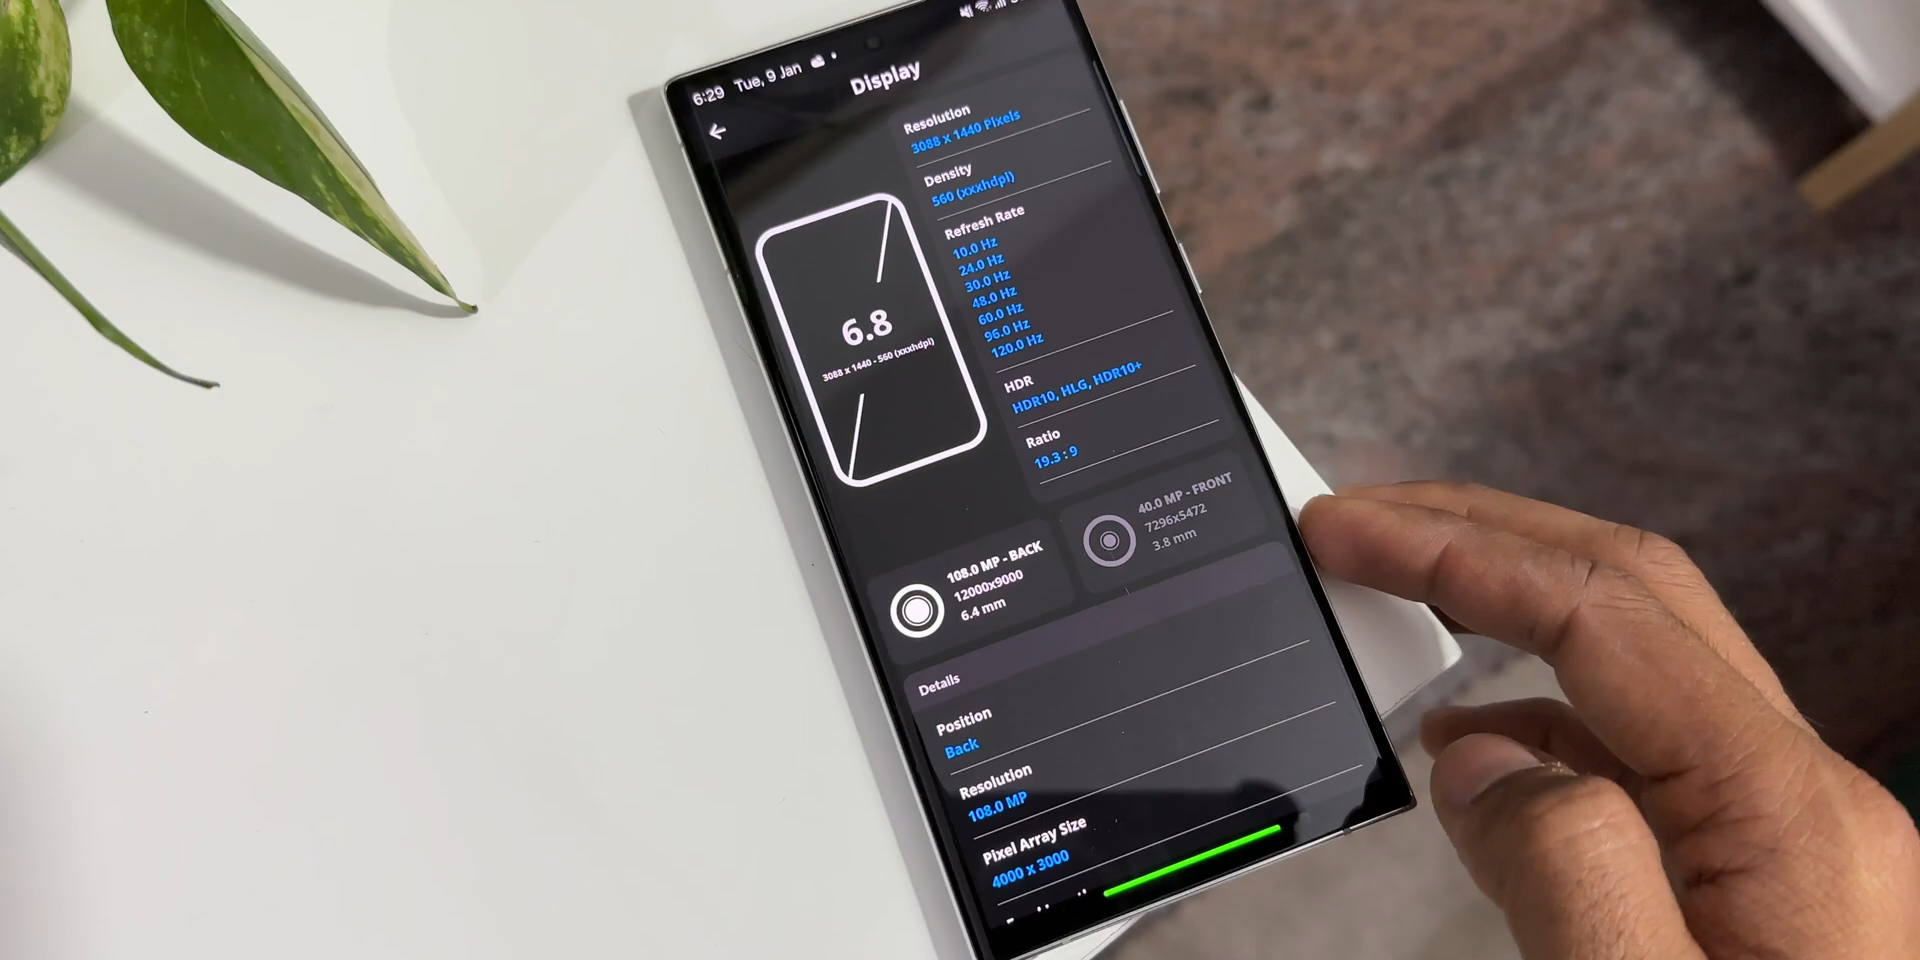 6:29 Tue, 9 Jan
Display
Resolution
3088 x 1440 Pixels
Density
560 (xxxhdpi)
Refresh Rate
10.0 Hz
24.0 Hz
30.0 Hz
48.0 Hz
60.0 Hz
96.0 Hz
120.0 Hz
HDR
HDR10, HLG, HDR10+
Ratio
19.3 : 9
6.8
3088 x 1440 - 560 (xxxhdpi)
108.0 MP - BACK
12000x9000
6.4 mm
40.0 MP - FRONT
7296x5472
3.8 mm
Details
Position
Back
Resolution
108.0 MP
Pixel Array Size
4000 x 3000